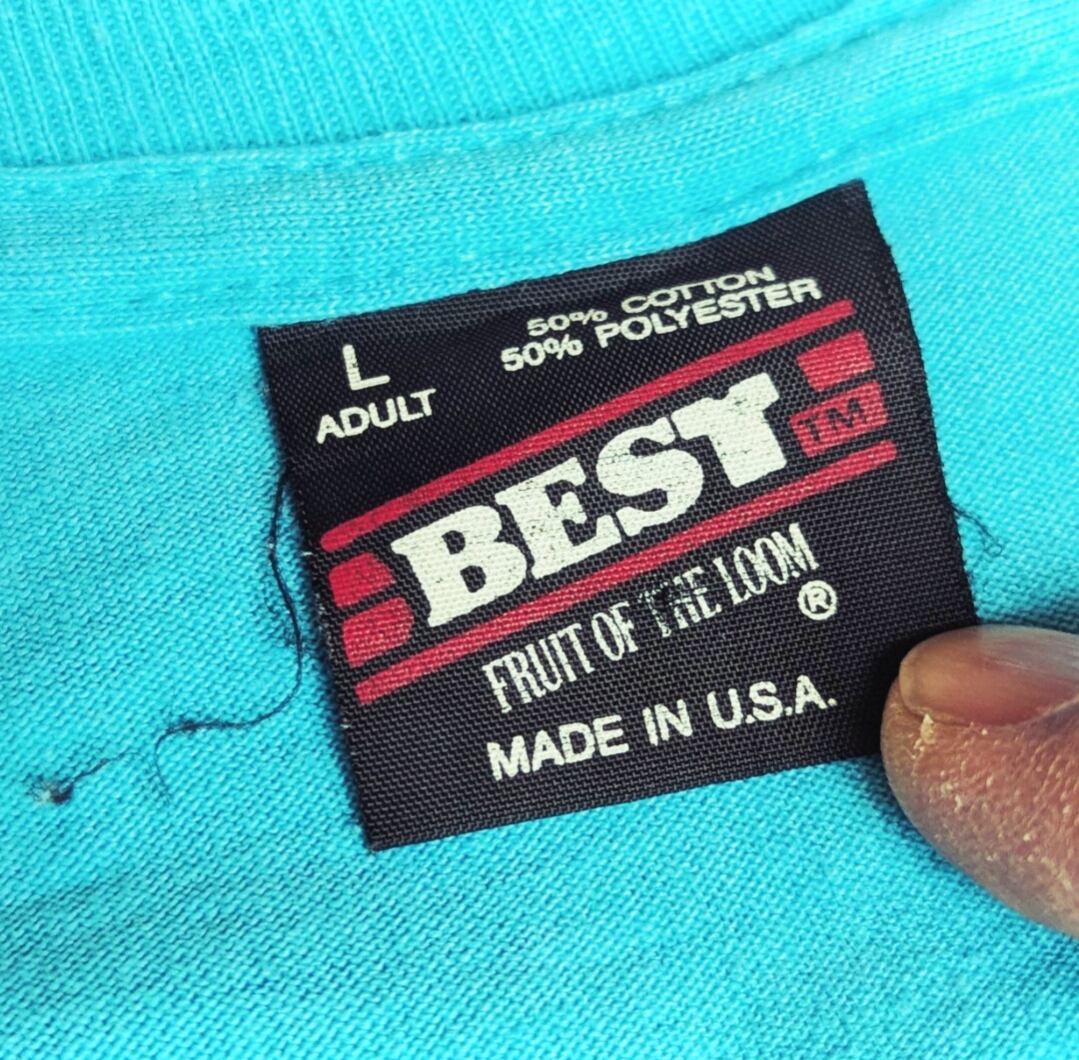 L
ADULT
50% COTTON
50% POLYESTER
BEST
TM
FRUIT OF THE LOOM
®
MADE IN U.S.A.